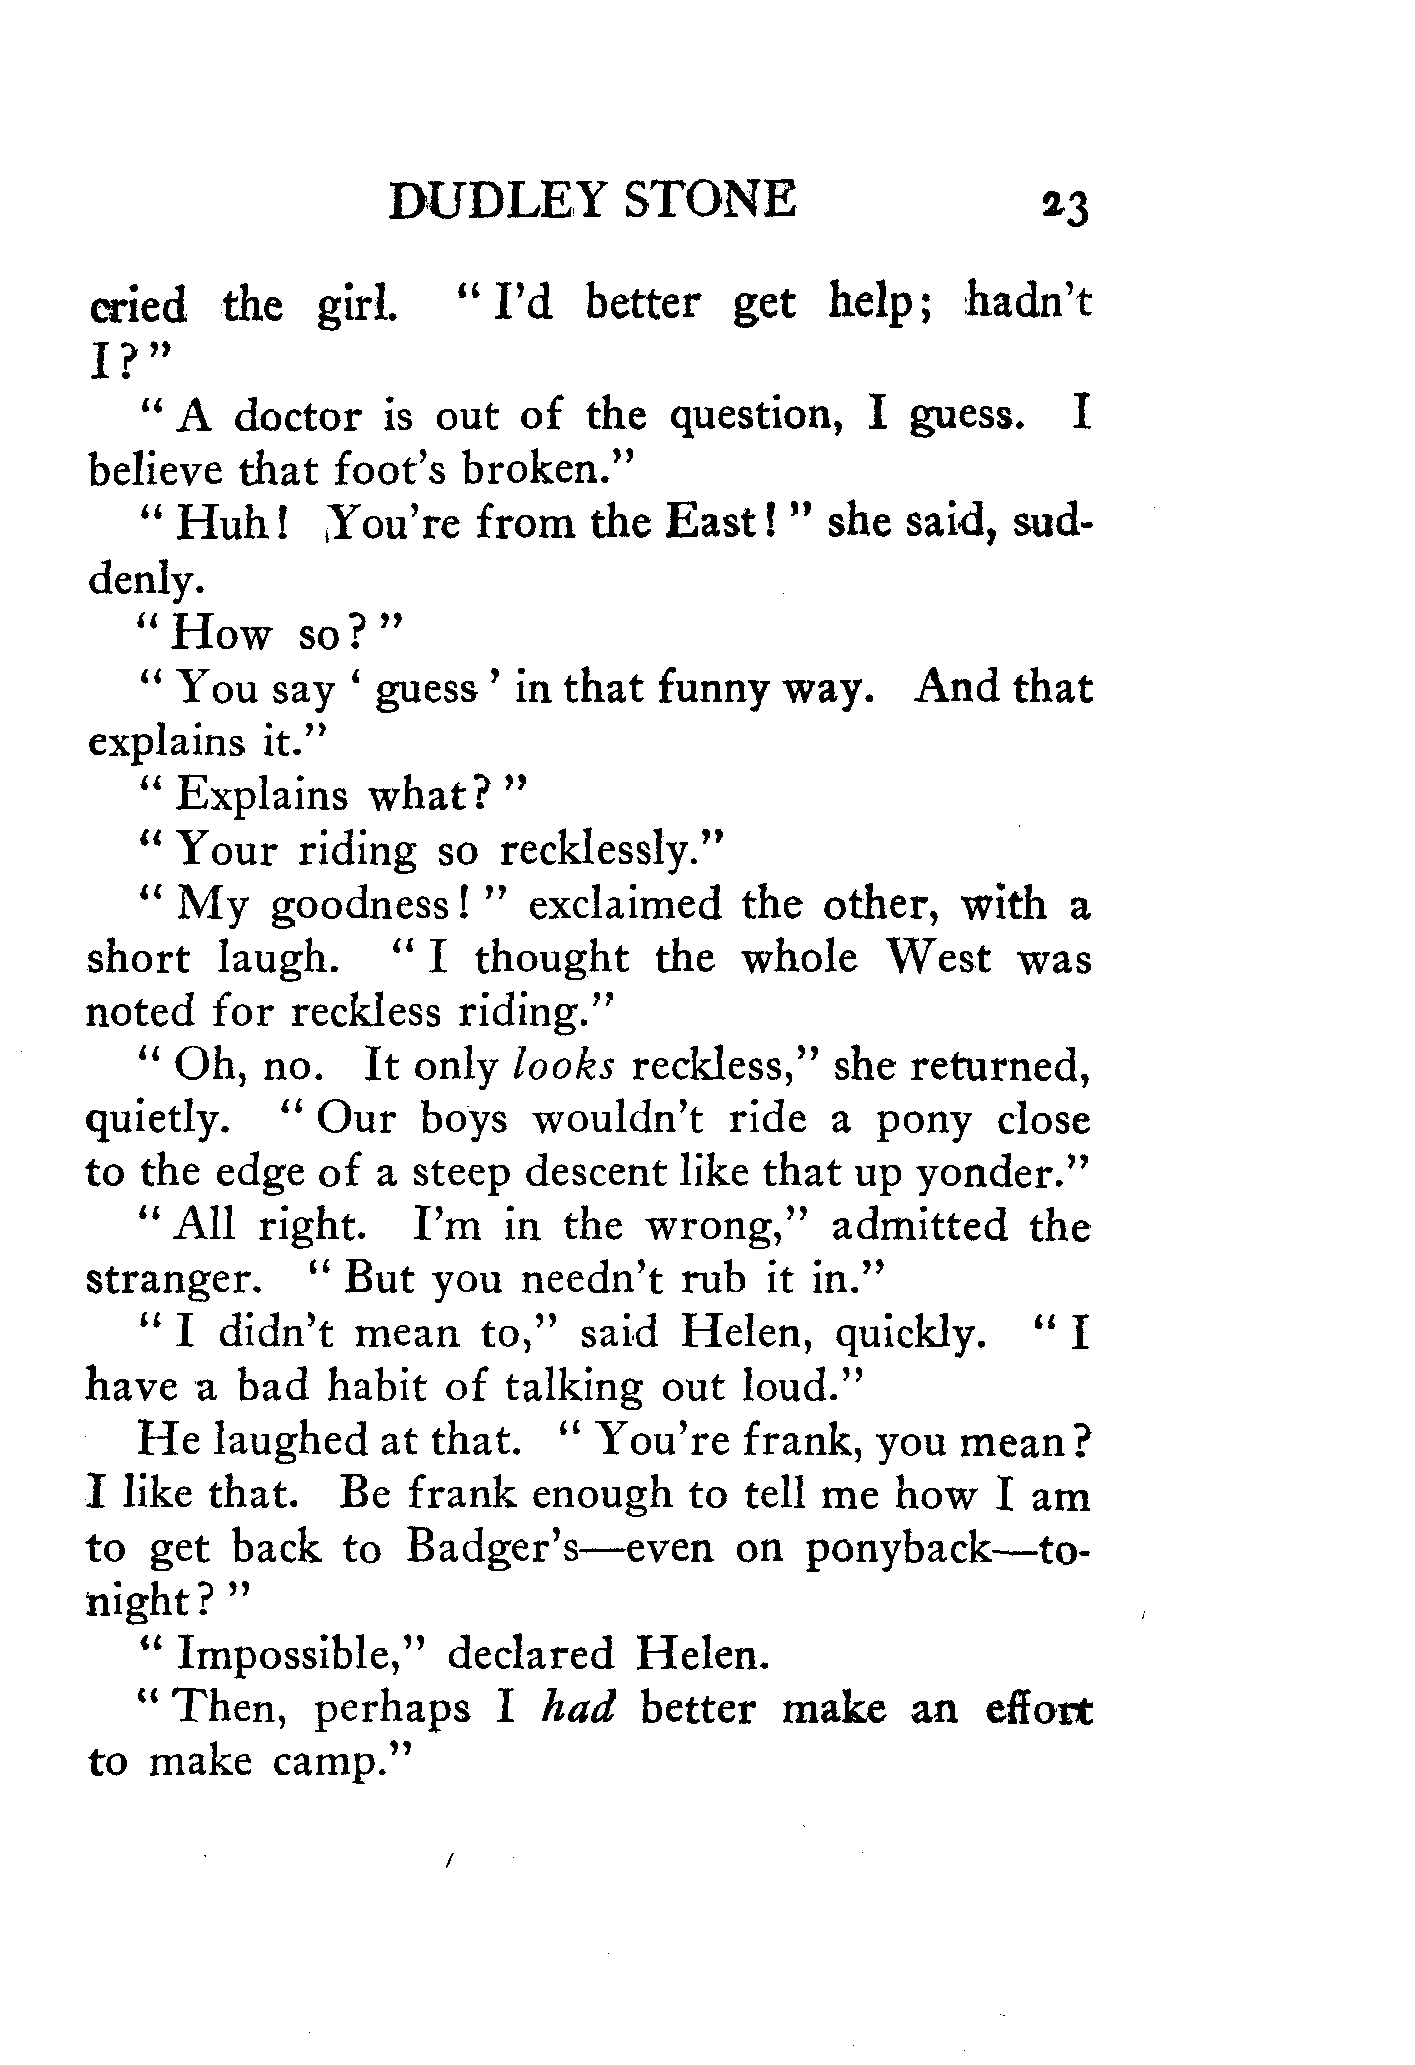 DUDLEY STONE 23
cried the girl. “ I’d better get help; hadn’t
I ? ”
“ A doctor is out of the question, I guess. I
believe that foot’s broken.”
“ Huh! You’re from the East! ” she said, sud-
denly.
“ How so? ”
“ You say ‘ guess ’ in that funny way. And that
explains it.”
“ Explains what? ”
“ Your riding so recklessly.”
“ My goodness! ” exclaimed the other, with a
short laugh. “ I thought the whole West was
noted for reckless riding.”
“ Oh, no. It only looks reckless,” she returned,
quietly. “ Our boys wouldn’t ride a pony close
to the edge of a steep descent like that up yonder.”
“ All right. I’m in the wrong,” admitted the
stranger. “ But you needn’t rub it in.”
“ I didn’t mean to,” said Helen, quickly. “ I
have a bad habit of talking out loud.”
He laughed at that. “ You’re frank, you mean?
I like that. Be frank enough to tell me how I am
to get back to Badger’s—even on ponyback—to-
night? ”
“ Impossible,” declared Helen.
“ Then, perhaps I had better make an effort
to make camp.”